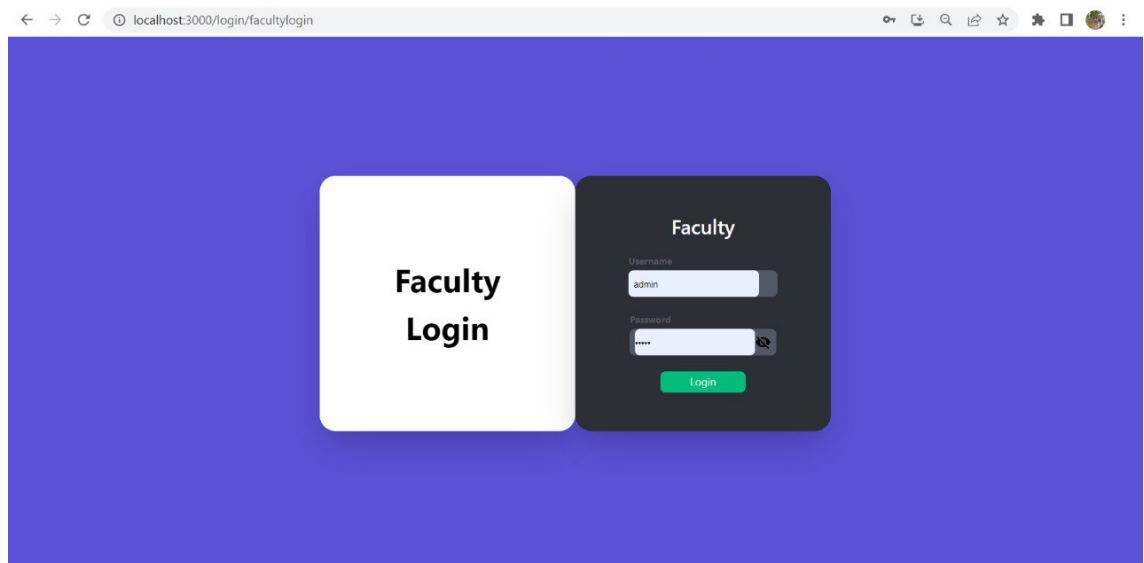 localhost:3000/login/facultylogin
Faculty
Login
Faculty
Username
admin
Password
•••••
Login